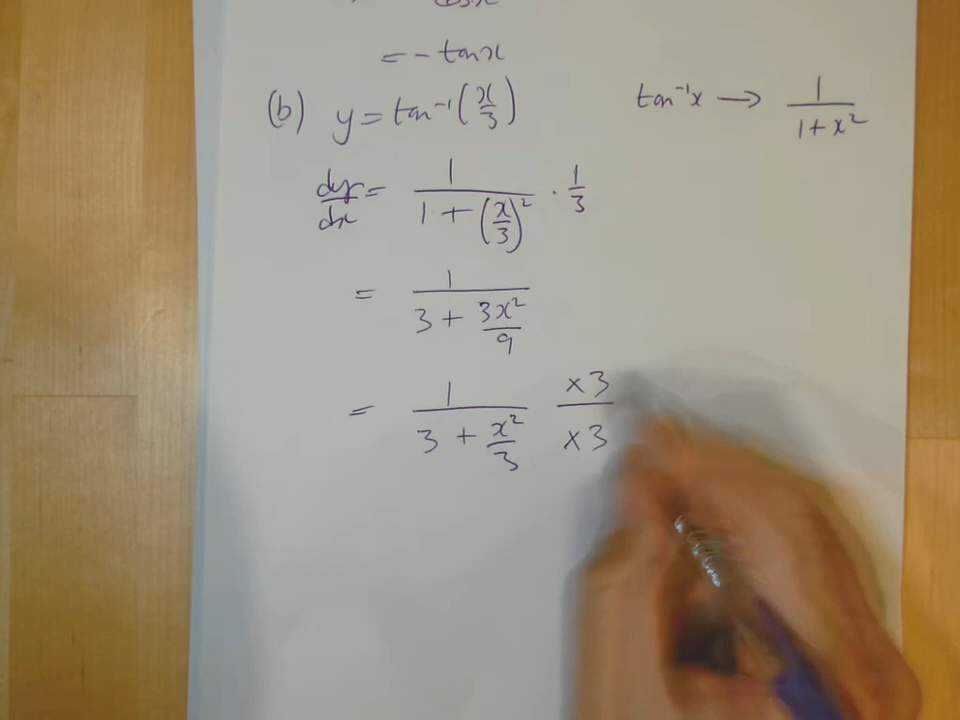 = - tan x
(b) y = tan⁻¹(x/3) tan⁻¹x → 1/(1 + x²)
dy/dx = 1/(1 + (x/3)²) · 1/3
= 1/(3 + 3x²/9)
= 1/(3 + x²/3) ×3/×3